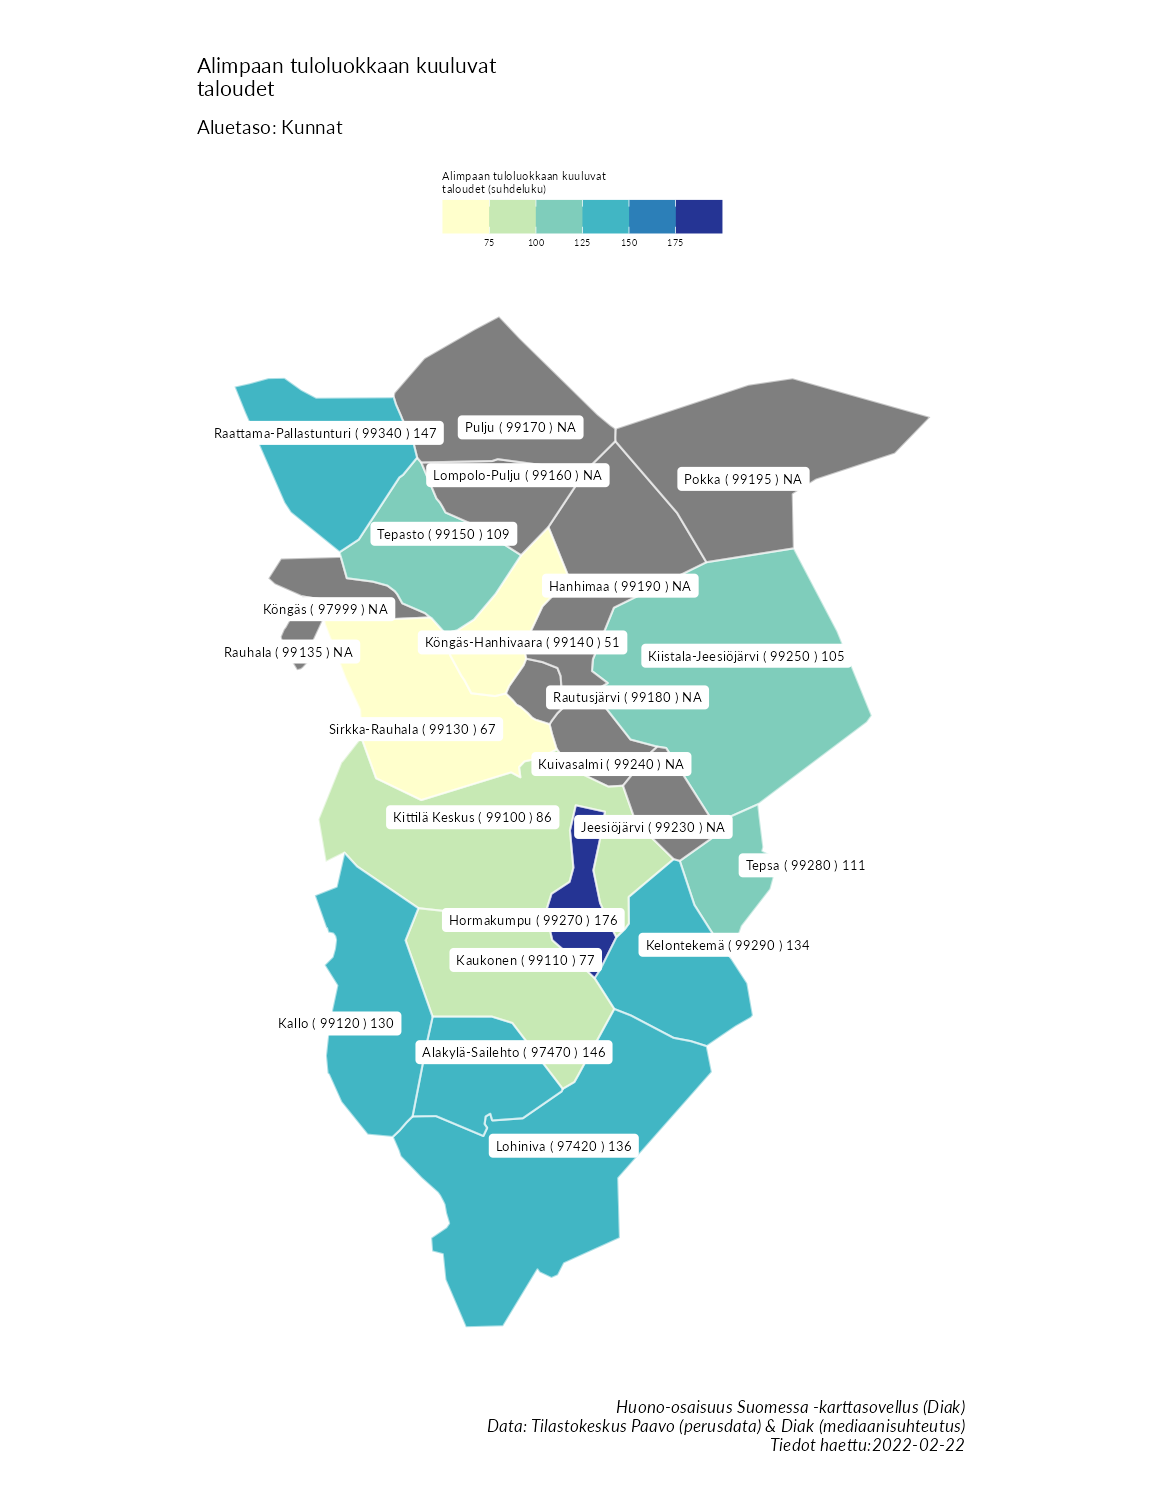 Alimpaan tuloluokkaan kuuluvat
taloudet
Aluetaso: Kunnat
Alimpaan tuloluokkaan kuuluvat
taloudet (suhdeluku)
75 100 125 150 175
Pulju ( 99170 ) NA
Raattama-Pallastunturi ( 99340 ) 147
Lompolo-Pulju ( 99160 ) NA
Pokka ( 99195 ) NA
Tepasto ( 99150 ) 109
Hanhimaa ( 99190 ) NA
Köngäs ( 97999 ) NA
Köngäs-Hanhivaara ( 99140 ) 51
Rauhala ( 99135 ) NA
Kiistala-Jeesiöjärvi ( 99250 ) 105
Rautusjärvi ( 99180 ) NA
Sirkka-Rauhala ( 99130 ) 67
Kuivasalmi ( 99240 ) NA
Kittilä Keskus ( 99100 ) 86
Jeesiöjärvi ( 99230 ) NA
Tepsa ( 99280 ) 111
Hormakumpu ( 99270 ) 176
Kelontekemä ( 99290 ) 134
Kaukonen ( 99110 ) 77
Kallo ( 99120 ) 130
Alakylä-Sailehto ( 97470 ) 146
Lohiniva ( 97420 ) 136
Huono-osaisuus Suomessa -karttasovellus (Diak)
Data: Tilastokeskus Paavo (perusdata) & Diak (mediaanisuhteutus)
Tiedot haettu:2022-02-22